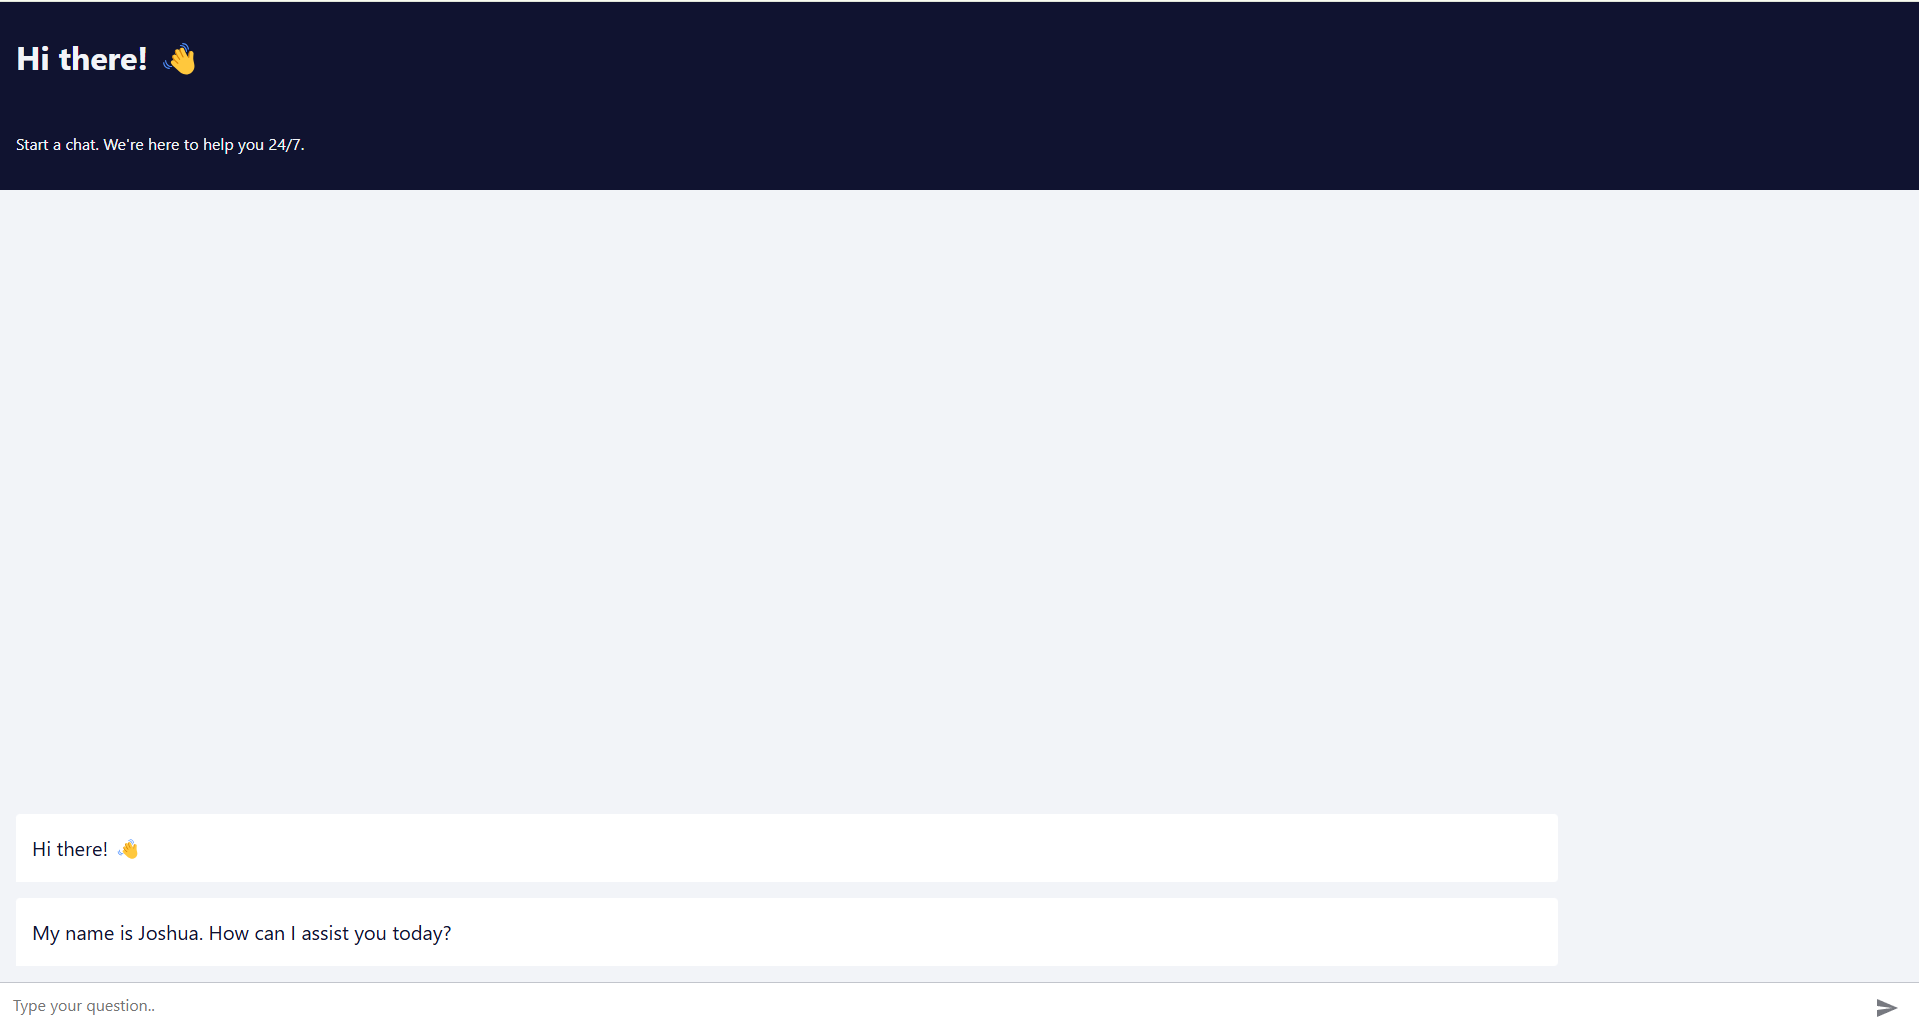 Hi there! 👋
Start a chat. We're here to help you 24/7.
Hi there! 👋
My name is Joshua. How can I assist you today?
Type your question..